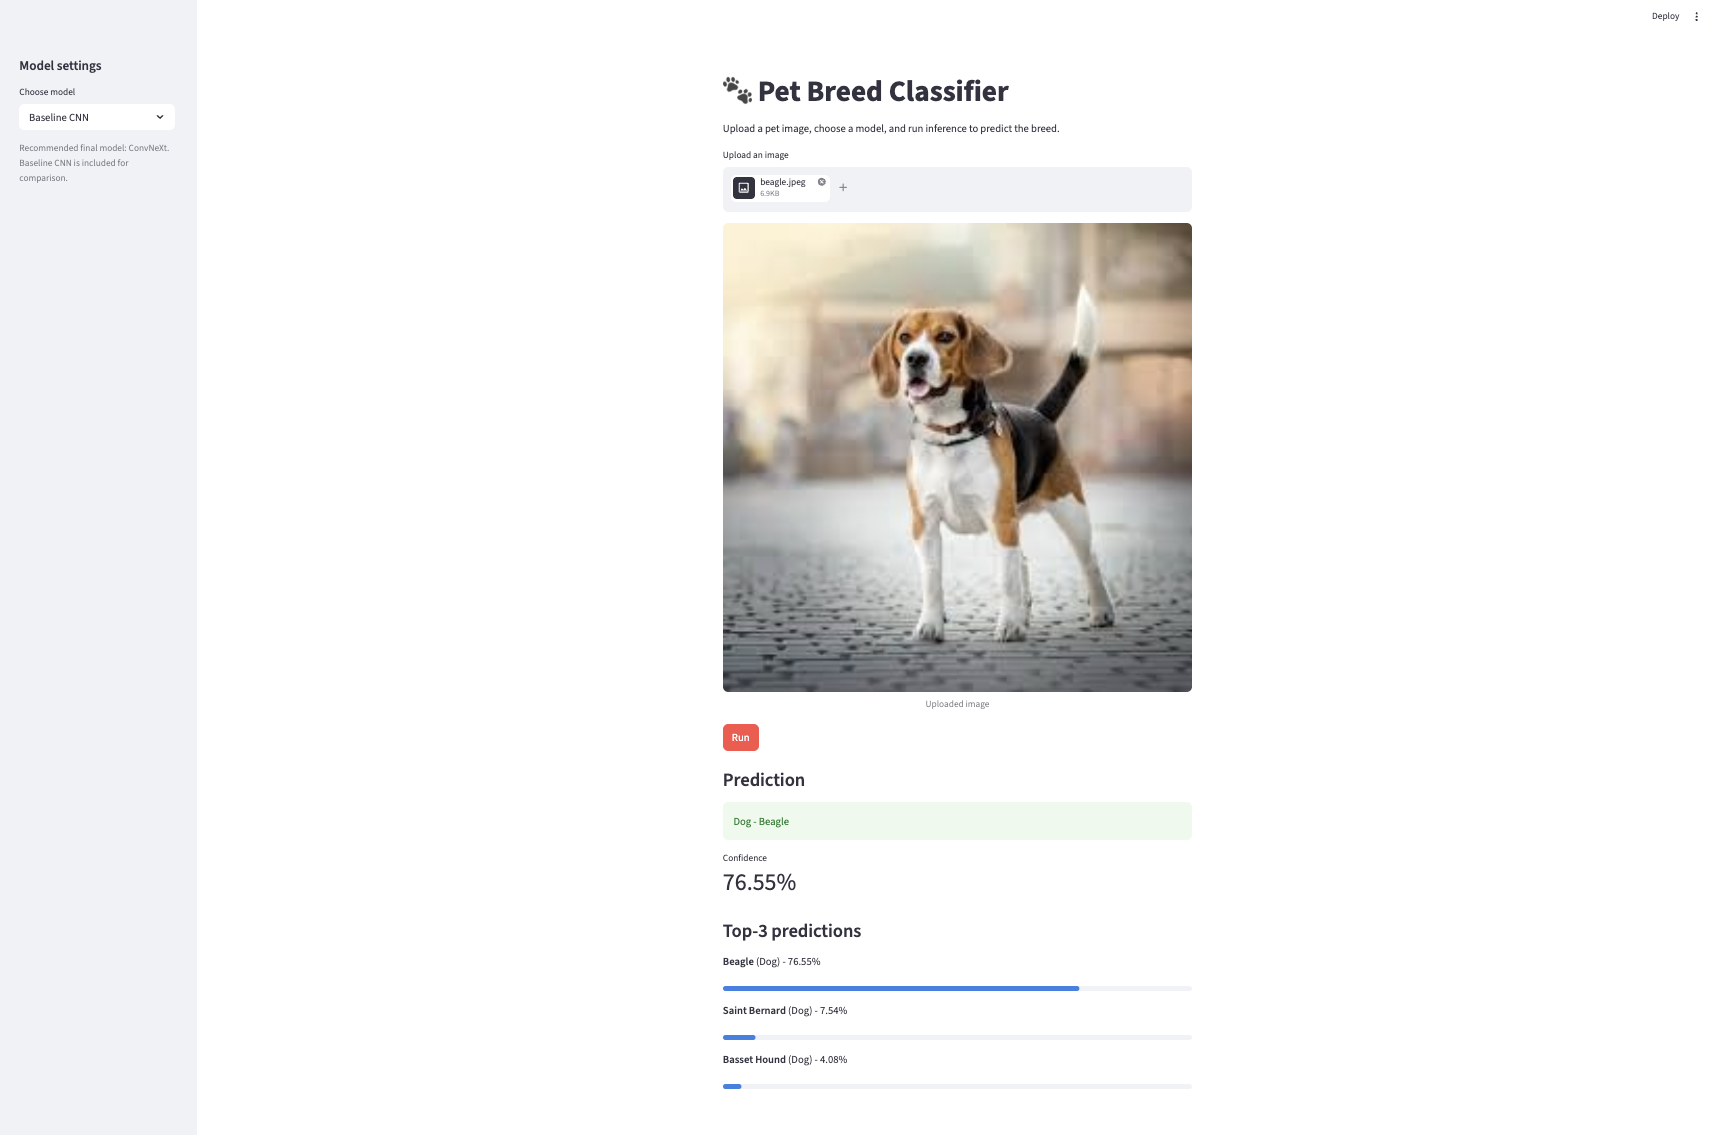 Deploy
Model settings
Choose model
Baseline CNN
Recommended final model: ConvNeXt.
Baseline CNN is included for
comparison.
🐾 Pet Breed Classifier
Upload a pet image, choose a model, and run inference to predict the breed.
Upload an image
beagle.jpeg
6.9KB
Uploaded image
Run
Prediction
Dog - Beagle
Confidence
76.55%
Top-3 predictions
Beagle (Dog) - 76.55%
Saint Bernard (Dog) - 7.54%
Basset Hound (Dog) - 4.08%